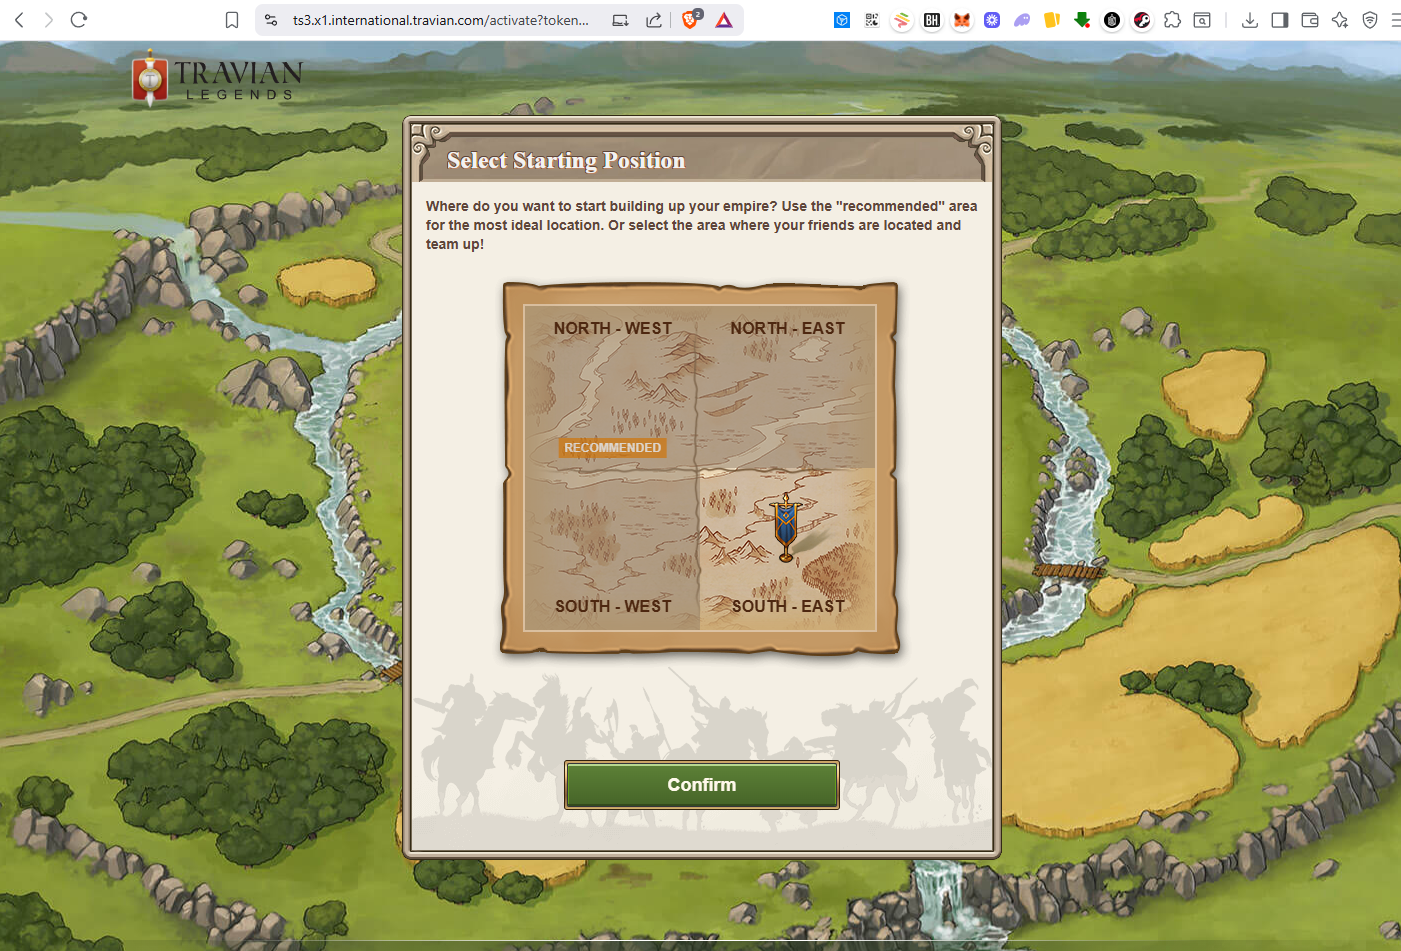 ts3.x1.international.travian.com/activate?token...
2
BH
TRAVIAN
LEGENDS
Select Starting Position
Where do you want to start building up your empire? Use the "recommended" area
for the most ideal location. Or select the area where your friends are located and
team up!
NORTH - WEST
NORTH - EAST
RECOMMENDED
SOUTH - WEST
SOUTH - EAST
Confirm